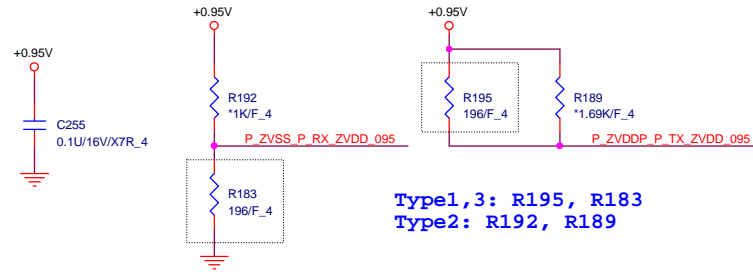 +0.95V
C255
0.1U/16V/X7R_4
+0.95V
R192
*1K/F_4
P_ZVSS_P_RX_ZVDD_095
R183
196/F_4
+0.95V
R195
196/F_4
R189
*1.69K/F_4
P_ZVDDP_P_TX_ZVDD_095
Type1,3: R195, R183
Type2: R192, R189